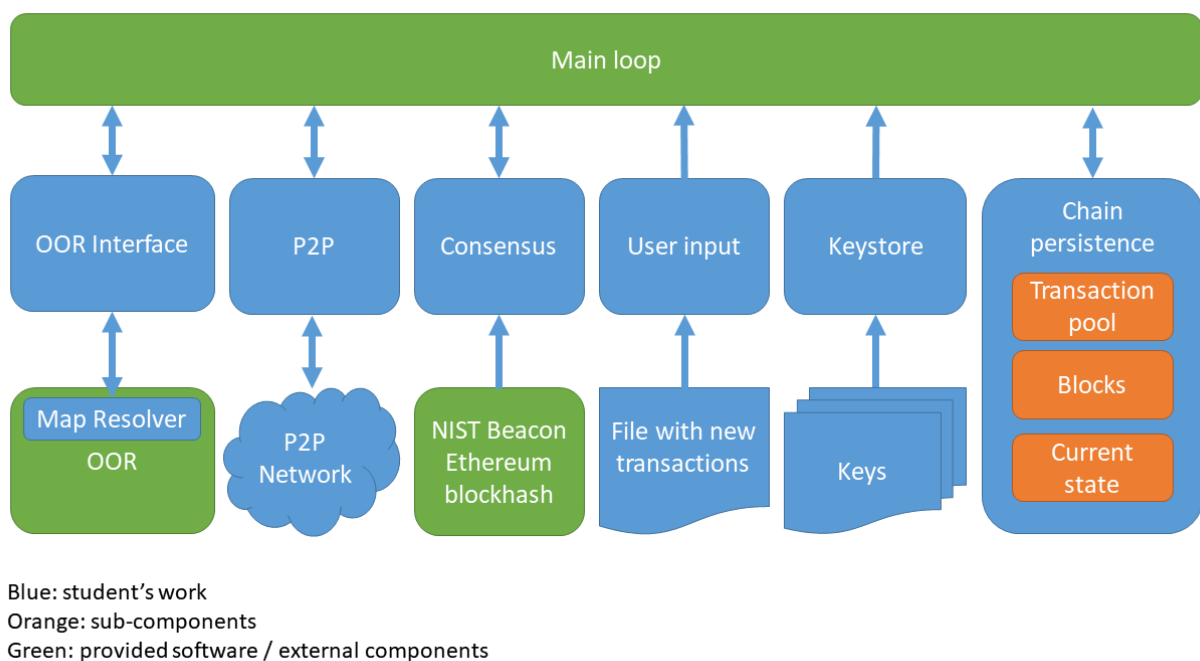 Main loop
OOR Interface
P2P
Consensus
User input
Keystore
Chain
persistence
Transaction
pool
Blocks
Current
state
Map Resolver
OOR
P2P
Network
NIST Beacon
Ethereum
blockhash
File with new
transactions
Keys
Blue: student's work
Orange: sub-components
Green: provided software / external components